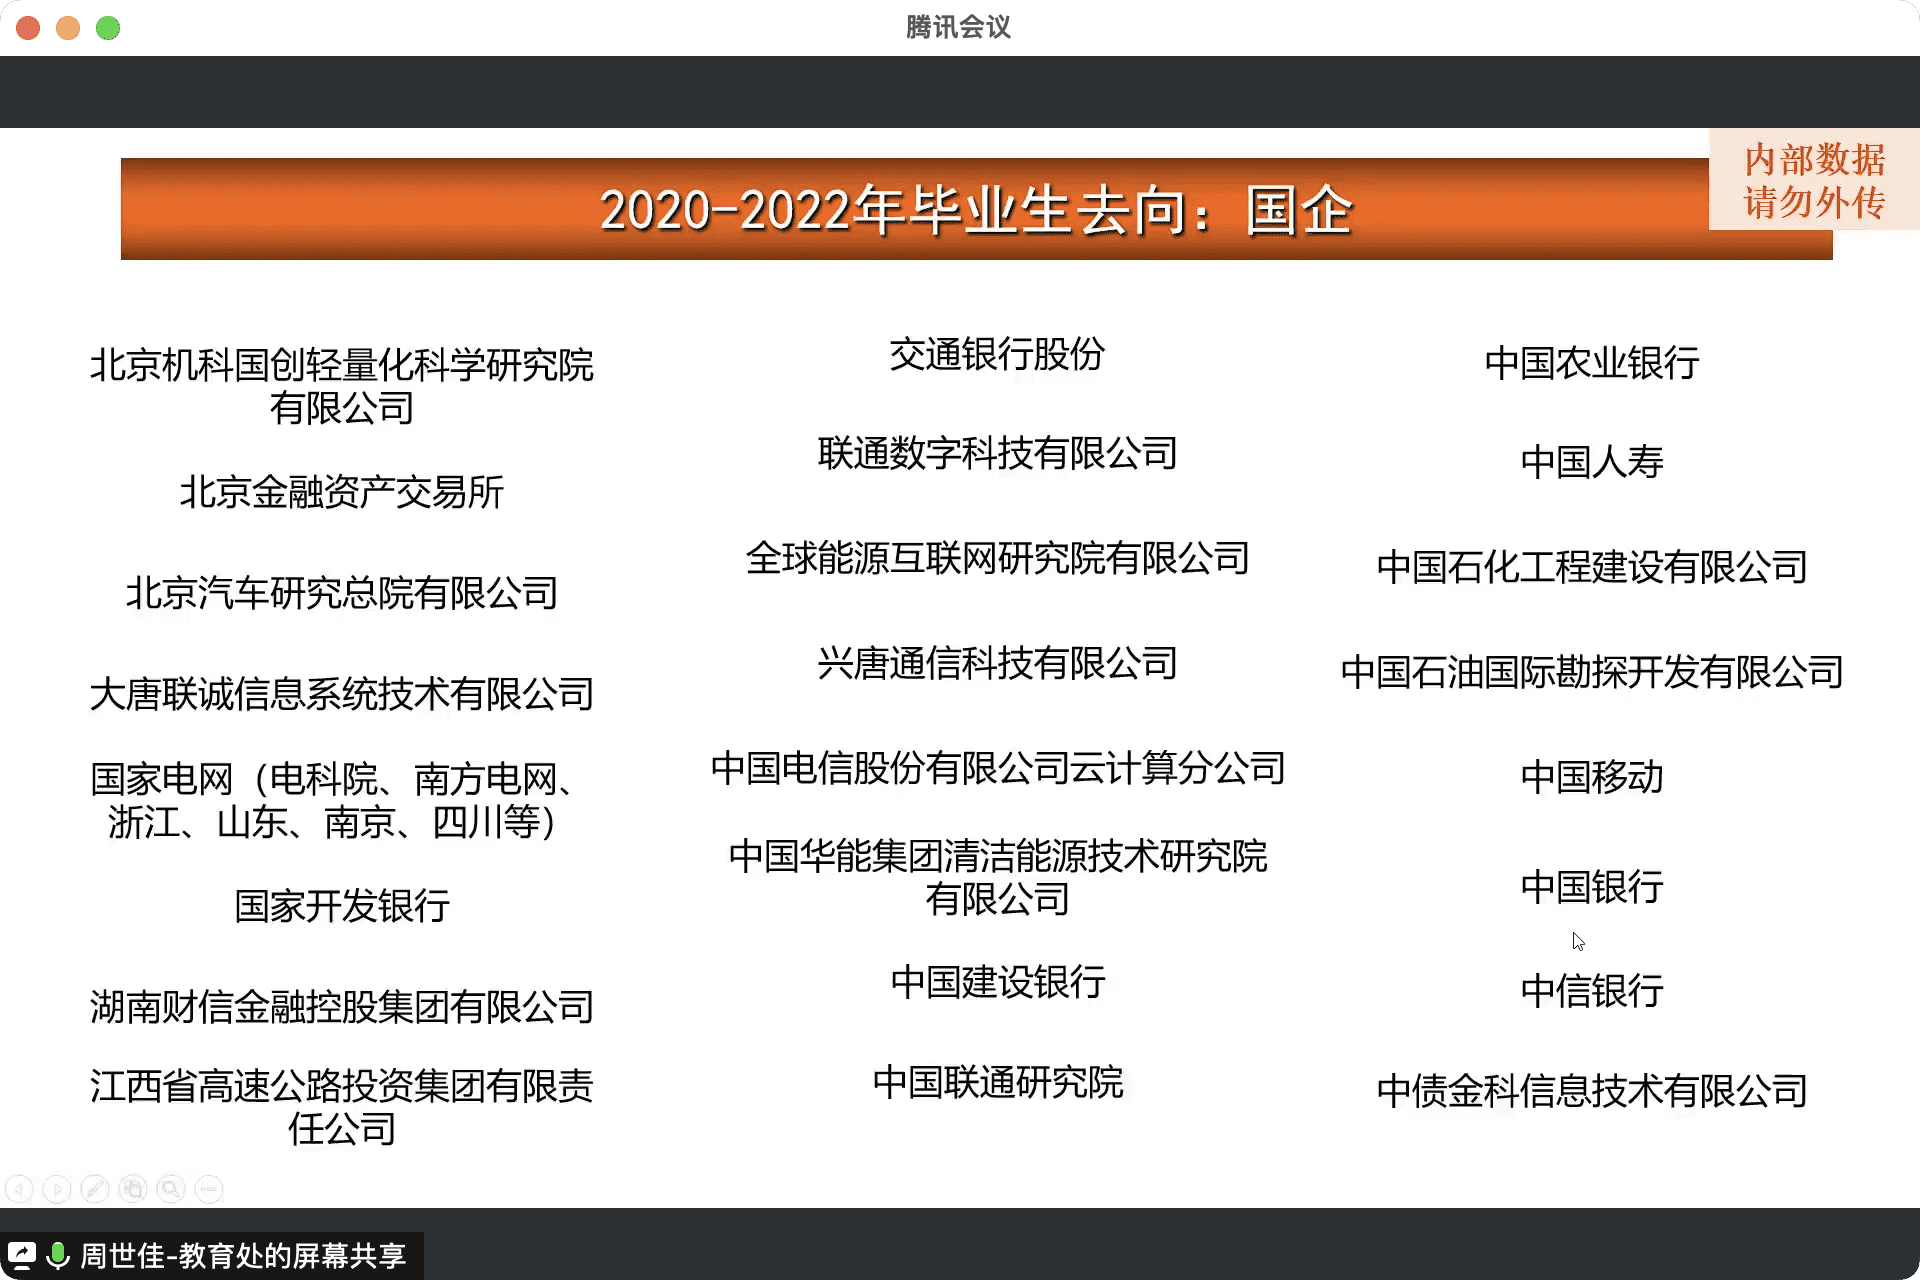 腾讯会议
内部数据
请勿外传
2020-2022年毕业生去向：国企
北京机科国创轻量化科学研究院
有限公司
北京金融资产交易所
北京汽车研究总院有限公司
大唐联诚信息系统技术有限公司
国家电网（电科院、南方电网、
浙江、山东、南京、四川等）
国家开发银行
湖南财信金融控股集团有限公司
江西省高速公路投资集团有限责
任公司
交通银行股份
联通数字科技有限公司
全球能源互联网研究院有限公司
兴唐通信科技有限公司
中国电信股份有限公司云计算分公司
中国华能集团清洁能源技术研究院
有限公司
中国建设银行
中国联通研究院
中国农业银行
中国人寿
中国石化工程建设有限公司
中国石油国际勘探开发有限公司
中国移动
中国银行
中信银行
中债金科信息技术有限公司
周世佳-教育处的屏幕共享